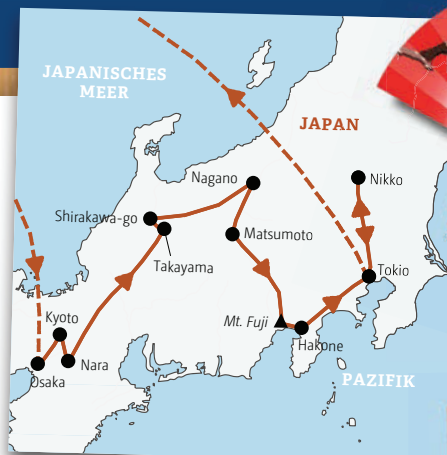 JAPANISCHES
MEER
JAPAN
Nagano
Nikko
Shirakawa-go
Matsumoto
Takayama
Tokio
Kyoto
Mt. Fuji
Hakone
Nara
Osaka
PAZIFIK